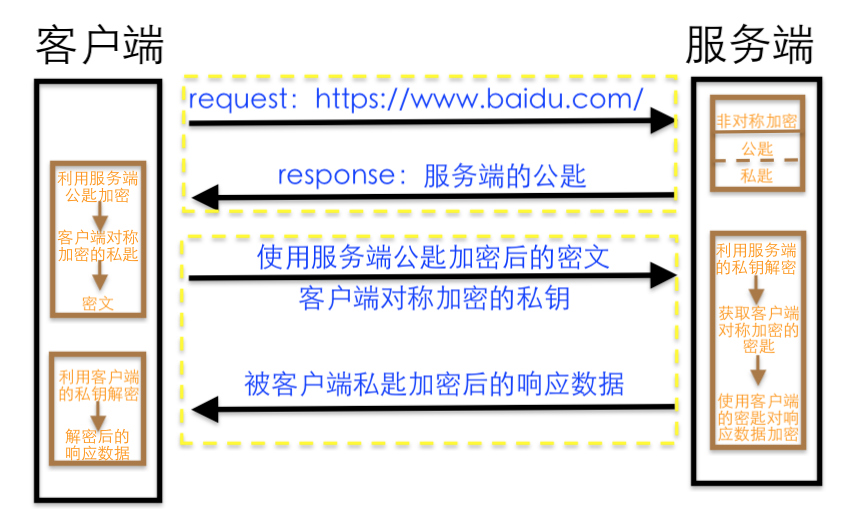 客户端
服务端
request：https://www.baidu.com/
response：服务端的公匙
使用服务端公匙加密后的密文
客户端对称加密的私钥
被客户端私匙加密后的响应数据
利用服务端
公匙加密
客户端对称
加密的私匙
密文
利用客户端
的私钥解密
解密后的
响应数据
非对称加密
公匙
私匙
利用服务端
的私钥解密
获取客户端
对称加密的
密匙
使用客户端
的密匙对响
应数据加密